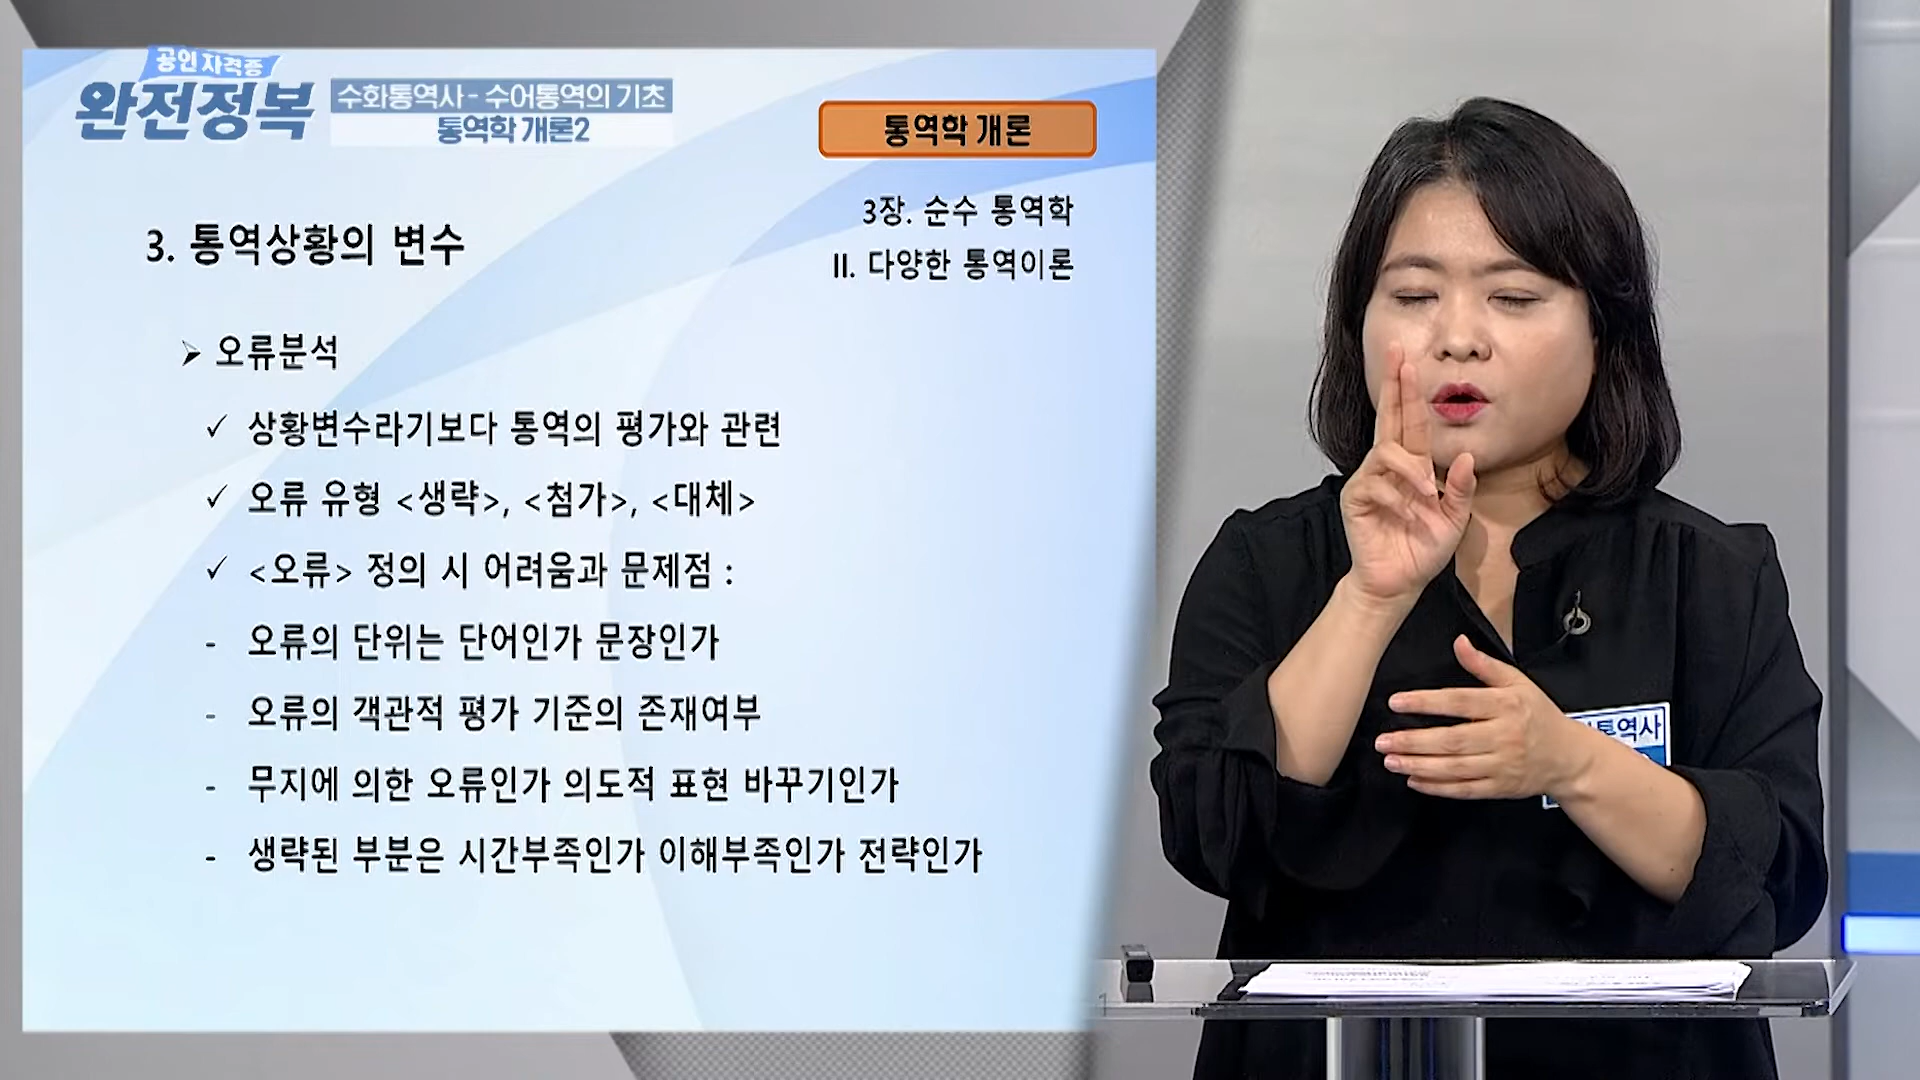 공인 자격증
완전정복
수화통역사 - 수어통역의 기초
통역학 개론2
통역학 개론
3장. 순수 통역학
II. 다양한 통역이론
3. 통역상황의 변수
➢ 오류분석
✓ 상황변수라기보다 통역의 평가와 관련
✓ 오류 유형 <생략>, <첨가>, <대체>
✓ <오류> 정의 시 어려움과 문제점 :
- 오류의 단위는 단어인가 문장인가
- 오류의 객관적 평가 기준의 존재여부
- 무지에 의한 오류인가 의도적 표현 바꾸기인가
- 생략된 부분은 시간부족인가 이해부족인가 전략인가
통역사